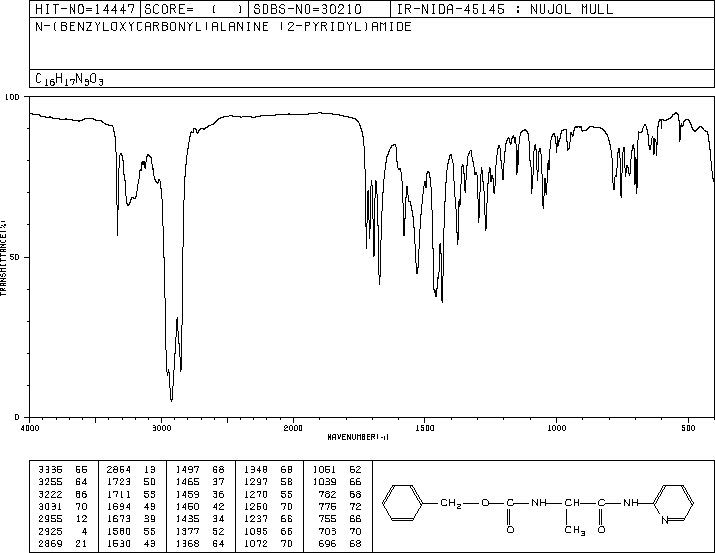 HIT-NO=14447 SCORE= ( ) SDBS-NO=30210 IR-NIDA-45145 : NUJOL MULL
N-(BENZYLOXYCARBONYL)ALANINE (2-PYRIDYL)AMIDE
C16H17N3O3
100
50
0
TRANSMITTANCE(%)
4000 3000 2000 1500 1000 500
WAVENUMBER(-1)
3336 55 2854 13 1497 68 1348 68 1051 62
3255 64 1723 50 1465 37 1297 58 1039 66
3222 66 1711 55 1459 36 1270 55 782 68
3031 70 1694 49 1450 42 1250 70 776 72
2955 12 1673 39 1435 34 1237 66 755 66
2925 4 1580 55 1377 52 1095 66 703 70
2869 21 1530 43 1368 64 1072 70 696 68
CH2 O C NH CH C NH
O CH3 O N